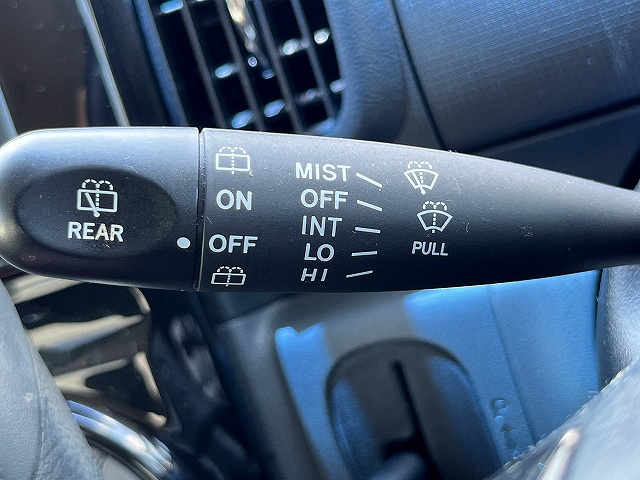 REAR
ON
OFF
MIST
OFF
INT
LO
HI
PULL
P